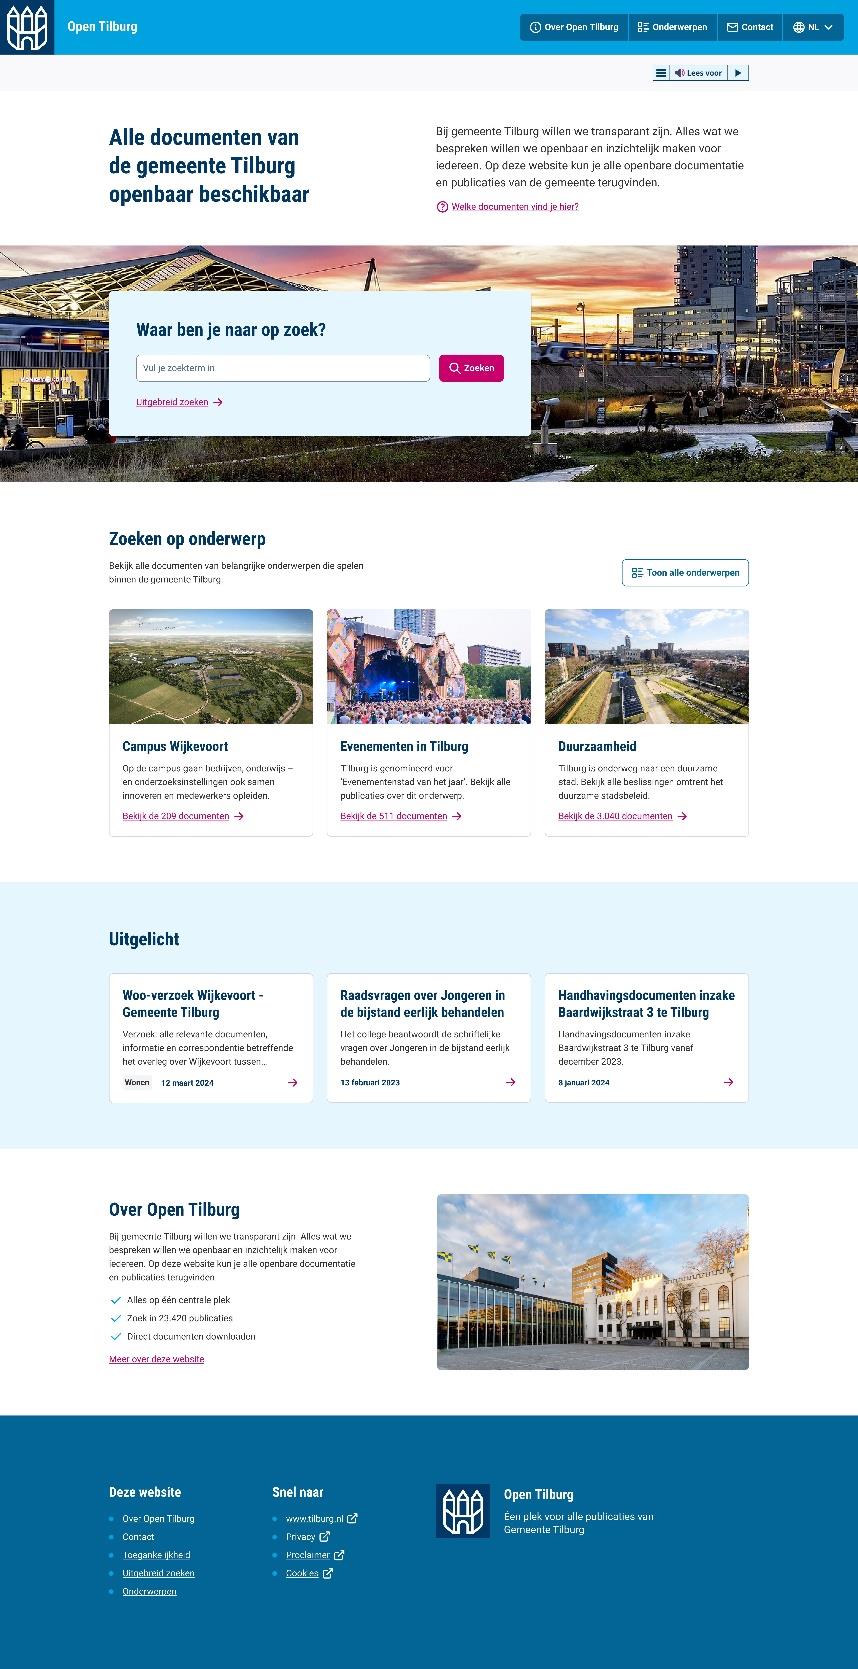 Open Tilburg
Over Open Tilburg
Onderwerpen
Contact
NL
Lees voor
Alle documenten van
de gemeente Tilburg
openbaar beschikbaar
Bij gemeente Tilburg willen we transparant zijn. Alles wat we
bespreken willen we openbaar en inzichtelijk maken voor
iedereen. Op deze website kun je alle openbare documentatie
en publicaties van de gemeente terugvinden.
Welke documenten vind je hier?
Waar ben je naar op zoek?
Vul je zoekterm in
Zoeken
Uitgebreid zoeken
Zoeken op onderwerp
Bekijk alle documenten van belangrijke onderwerpen die spelen
binnen de gemeente Tilburg.
Toon alle onderwerpen
Campus Wijkevoort
Op de campus gaan bedrijven, onderwijs –
en onderzoeksinstellingen ook samen
innoveren en medewerkers opleiden.
Bekijk de 209 documenten
Evenementen in Tilburg
Tilburg is genomineerd voor
'Evenementenstad van het jaar'. Bekijk alle
publicaties over dit onderwerp.
Bekijk de 511 documenten
Duurzaamheid
Tilburg is onderweg naar een duurzame
stad. Bekijk alle beslissingen omtrent het
duurzame stadsbeleid.
Bekijk de 3.040 documenten
Uitgelicht
Woo-verzoek Wijkevoort -
Gemeente Tilburg
Verzoek: alle relevante documenten,
informatie en correspondentie betreffende
het overleg over Wijkevoort tussen...
Wonen 12 maart 2024
Raadsvragen over Jongeren in
de bijstand eerlijk behandelen
Het college beantwoordt de schriftelijke
vragen over Jongeren in de bijstand eerlijk
behandelen.
13 februari 2023
Handhavingsdocumenten inzake
Baardwijkstraat 3 te Tilburg
Handhavingsdocumenten inzake
Baardwijkstraat 3 te Tilburg vanaf
december 2023.
8 januari 2024
Over Open Tilburg
Bij gemeente Tilburg willen we transparant zijn. Alles wat we
bespreken willen we openbaar en inzichtelijk maken voor
iedereen. Op deze website kun je alle openbare documentatie
en publicaties terugvinden
Alles op één centrale plek
Zoek in 23.420 publicaties
Direct documenten downloaden
Meer over deze website
Deze website
Over Open Tilburg
Contact
Toegankelijkheid
Uitgebreid zoeken
Onderwerpen
Snel naar
www.tilburg.nl
Privacy
Proclaimer
Cookies
Open Tilburg
Één plek voor alle publicaties van
Gemeente Tilburg